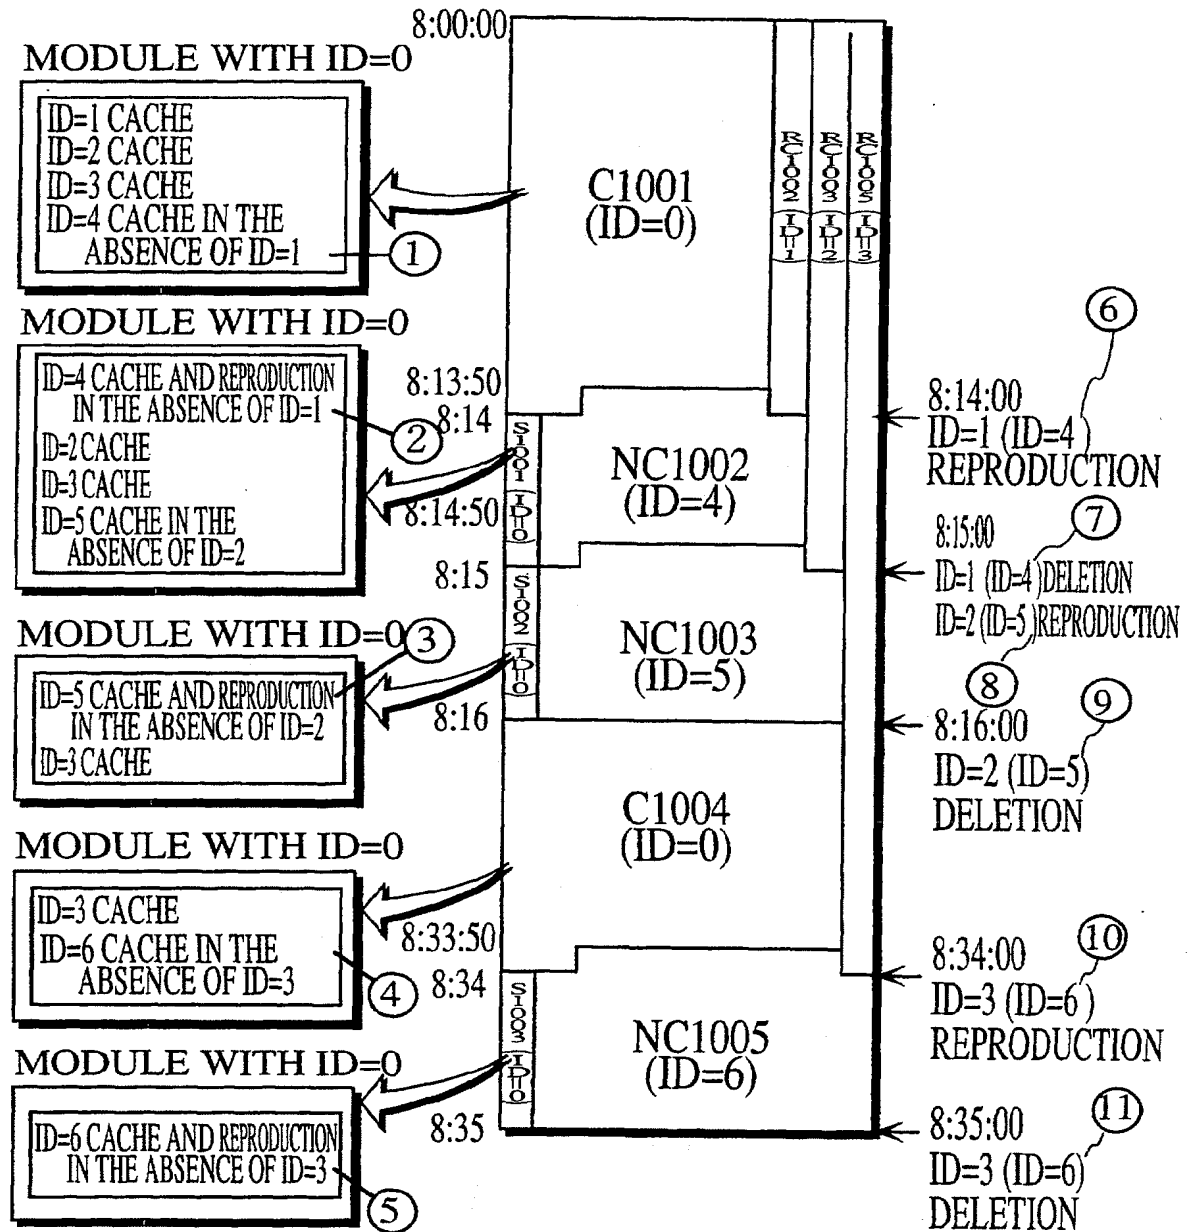 MODULE WITH ID=0
ID=1 CACHE
ID=2 CACHE
ID=3 CACHE
ID=4 CACHE IN THE
ABSENCE OF ID=1
1
MODULE WITH ID=0
ID=4 CACHE AND REPRODUCTION
IN THE ABSENCE OF ID=1
2
ID=2 CACHE
ID=3 CACHE
ID=5 CACHE IN THE
ABSENCE OF ID=2
MODULE WITH ID=0
3
ID=5 CACHE AND REPRODUCTION
IN THE ABSENCE OF ID=2
ID=3 CACHE
MODULE WITH ID=0
ID=3 CACHE
ID=6 CACHE IN THE
ABSENCE OF ID=3
4
MODULE WITH ID=0
ID=6 CACHE AND REPRODUCTION
IN THE ABSENCE OF ID=3
5
8:00:00
8:13:50
8:14
8:14:50
8:15
8:16
8:33:50
8:34
8:35
C1001
(ID=0)
RC1002 (ID=1)
RC1003 (ID=2)
RC1005 (ID=3)
S1001 (ID=0)
NC1002
(ID=4)
S1002 (ID=0)
NC1003
(ID=5)
C1004
(ID=0)
S1003 (ID=0)
NC1005
(ID=6)
6
8:14:00
ID=1 (ID=4)
REPRODUCTION
7
8:15:00
ID=1 (ID=4) DELETION
ID=2 (ID=5) REPRODUCTION
8
9
8:16:00
ID=2 (ID=5)
DELETION
10
8:34:00
ID=3 (ID=6)
REPRODUCTION
11
8:35:00
ID=3 (ID=6)
DELETION